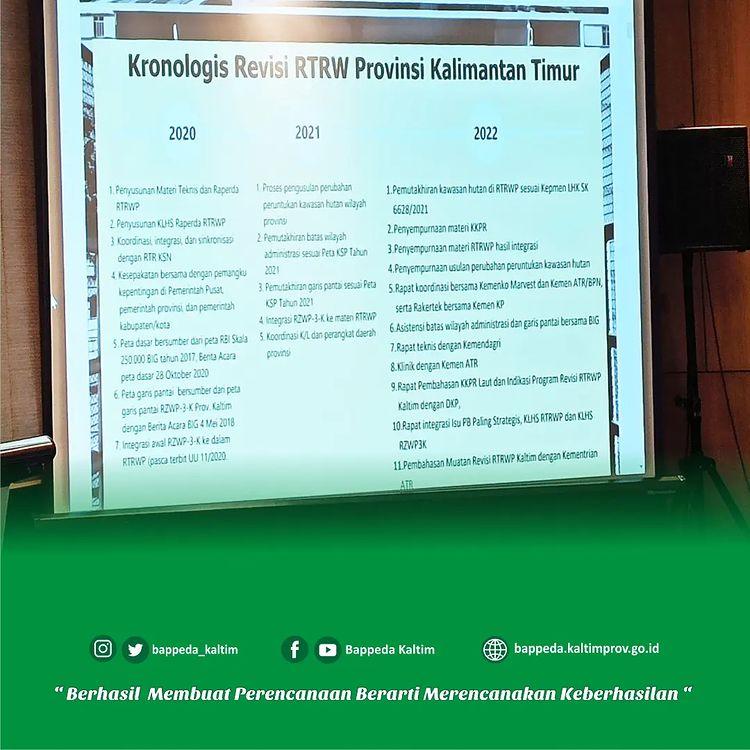 Kronologis Revisi RTRW Provinsi Kalimantan Timur
2020
1. Penyusunan Materi Teknis dan Raperda
RTRWP
2. Penyusunan KLHS Raperda RTRWP
3 Koordinasi, integrasi, dan sinkronisasi
dengan RTR KSN
4. Kesepakatan bersama dengan pemangku
kepentingan di Pemerintah Pusat,
pemerintah provinsi, dan pemerintah
kabupaten/kota
5. Peta dasar bersumber dari peta RBI Skala
250.000 BIG tahun 2017, Berita Acara
peta dasar 28 Oktober 2020
6. Peta garis pantai bersumber dari peta
garis pantai RZWP-3-K Prov. Kaltim
dengan Berita Acara BIG 4 Mei 2018
7. Integrasi awal RZWP-3-K ke dalam
RTRWP (pasca terbit UU 11/2020
2021
1. Proses pengusulan perubahan
peruntukan kawasan hutan wilayah
provinsi
2. Pemutakhiran batas wilayah
administrasi sesuai Peta KSP Tahun
2021
3. Pemutakhiran garis pantai sesuai Peta
KSP Tahun 2021
4. Integrasi RZWP-3-K ke materi RTRWP
5. Koordinasi K/L dan perangkat daerah
provinsi
2022
1.Pemutakhiran kawasan hutan di RTRWP sesuai Kepmen LHK SK
6628/2021
2.Penyempurnaan materi KKPR
3.Penyempurnaan materi RTRWP hasil integrasi
4.Penyempurnaan usulan perubahan peruntukan kawasan hutan
5.Rapat koordinasi bersama Kemenko Marvest dan Kemen ATR/BPN,
serta Rakertek bersama Kemen KP
6.Asistensi batas wilayah administrasi dan garis pantai bersama BIG
7.Rapat teknis dengan Kemendagri
8.Klinik dengan Kemen ATR
9.Rapat Pembahasan KKPR Laut dan Indikasi Program Revisi RTRWP
Kaltim dengan DKP,
10.Rapat integrasi Isu PB Paling Strategis, KLHS RTRWP dan KLHS
RZWP3K
11.Pembahasan Muatan Revisi RTRWP Kaltim dengan Kementrian
ATR
bappeda_kaltim
Bappeda Kaltim
bappeda.kaltimprov.go.id
“ Berhasil Membuat Perencanaan Berarti Merencanakan Keberhasilan “